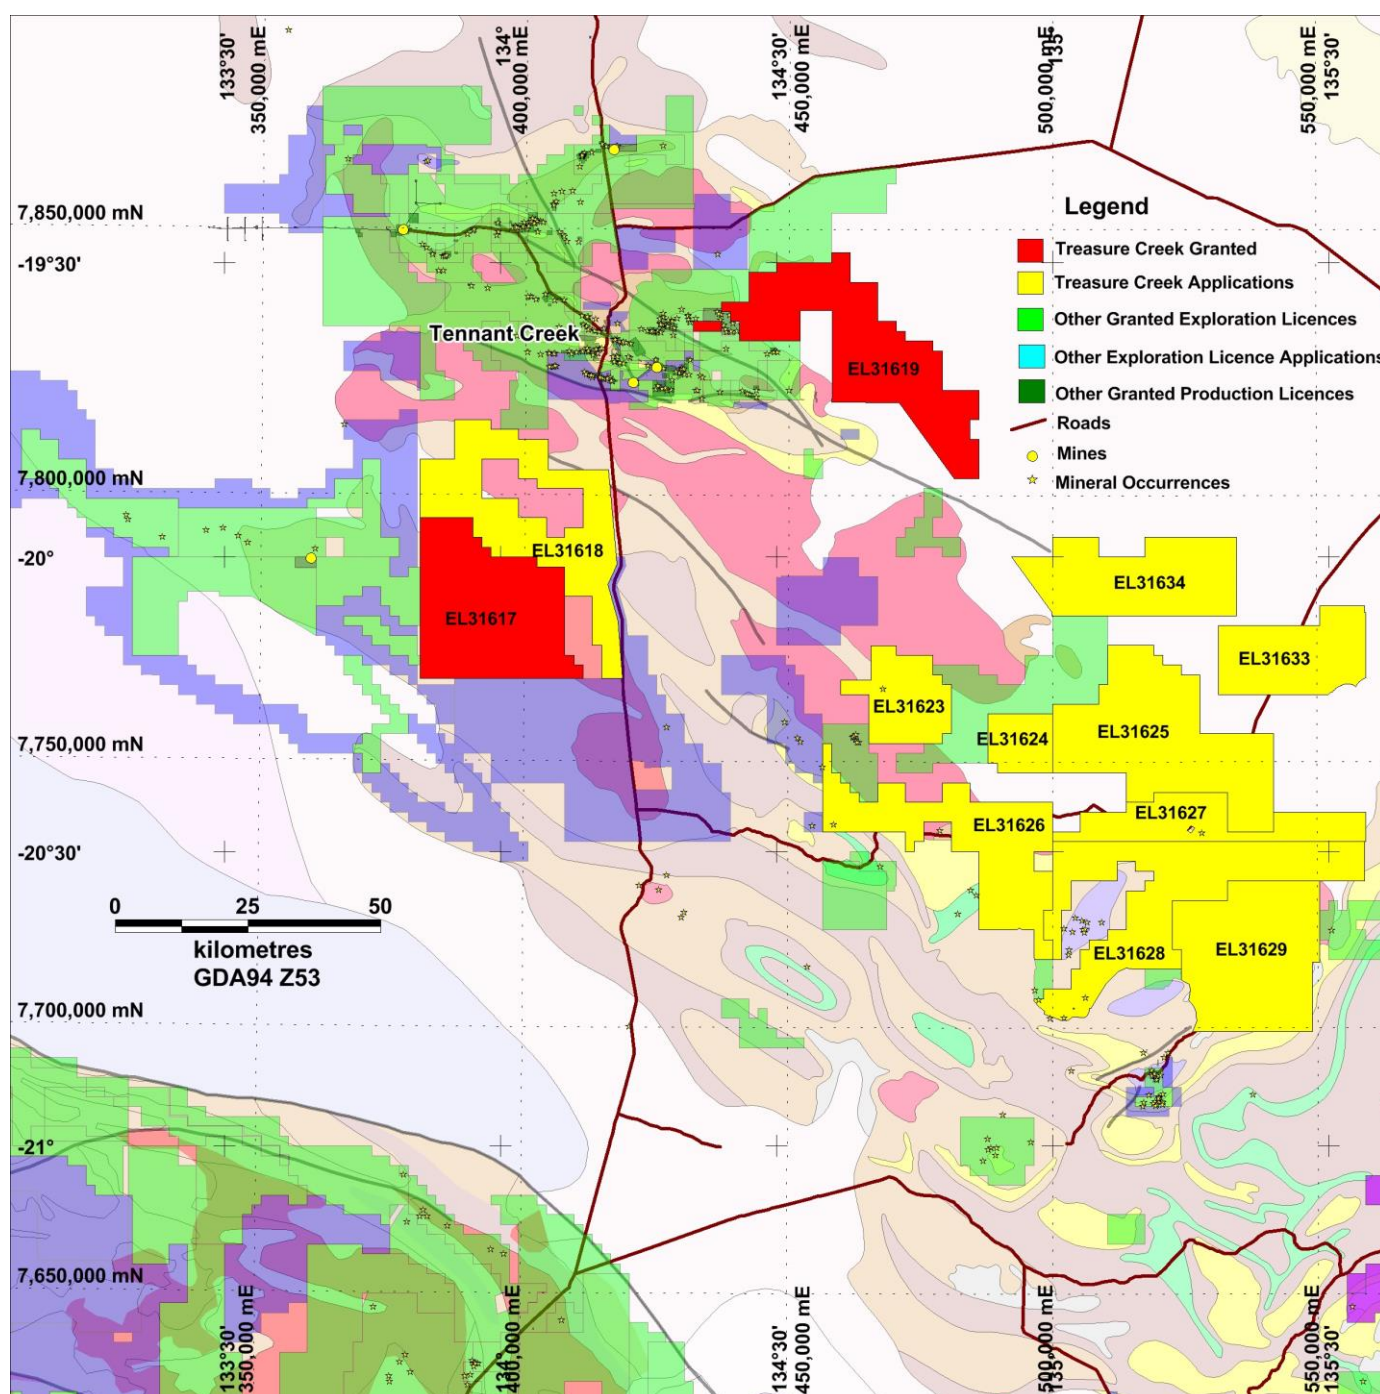 133°30'
350,000 mE
134°
400,000 mE
134°30'
450,000 mE
135°
500,000 mE
135°30'
550,000 mE
7,850,000 mN
-19°30'
Legend
Treasure Creek Granted
Treasure Creek Applications
Other Granted Exploration Licences
Other Exploration Licence Applications
Other Granted Production Licences
Roads
Mines
Mineral Occurrences
Tennant Creek
EL31619
7,800,000 mN
-20°
EL31618
EL31634
EL31617
EL31633
EL31623
EL31624
EL31625
7,750,000 mN
EL31627
EL31626
-20°30'
0 25 50
kilometres
GDA94 Z53
EL31628
EL31629
7,700,000 mN
-21°
7,650,000 mN
133°30'
350,000 mE
134°
400,000 mE
134°30'
450,000 mE
135°
500,000 mE
550,000 mE
135°30'